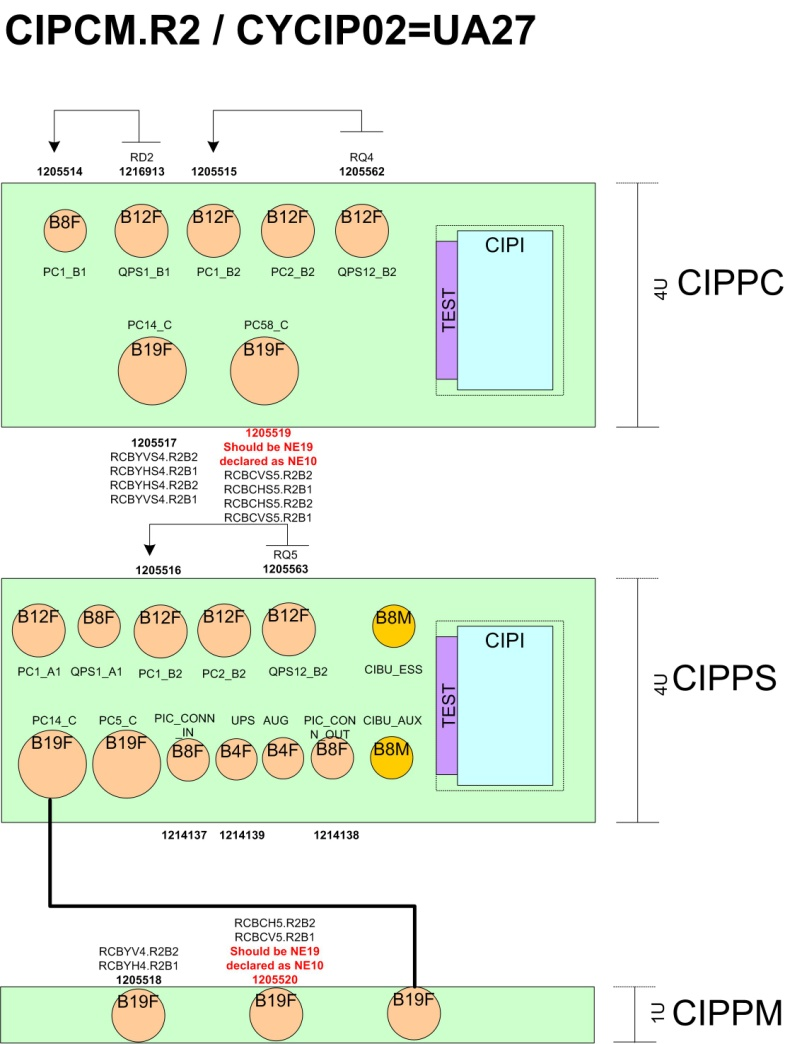 CIPCM.R2 / CYCIP02=UA27
RD2
RQ4
1205514
1216913
1205515
1205562
B8F
B12F
B12F
B12F
B12F
CIPI
PC1_B1
QPS1_B1
PC1_B2
PC2_B2
QPS12_B2
TEST
4U
CIPPC
PC14_C
PC58_C
B19F
B19F
1205517
RCBYVS4.R2B2
RCBYHS4.R2B1
RCBYHS4.R2B2
RCBYVS4.R2B1
1205519
Should be NE19
declared as NE10
RCBCVS5.R2B2
RCBCHS5.R2B1
RCBCHS5.R2B2
RCBCVS5.R2B1
RQ5
1205516
1205563
B12F
B8F
B12F
B12F
B12F
B8M
CIPI
PC1_A1
QPS1_A1
PC1_B2
PC2_B2
QPS12_B2
CIBU_ESS
TEST
4U
CIPPS
PC14_C
PC5_C
PIC_CONN
_IN
UPS
AUG
PIC_CON
N_OUT
CIBU_AUX
B19F
B19F
B8F
B4F
B4F
B8F
B8M
1214137
1214139
1214138
RCBYV4.R2B2
RCBYH4.R2B1
1205518
RCBCH5.R2B2
RCBCV5.R2B1
Should be NE19
declared as NE10
1205520
B19F
B19F
B19F
1U
CIPPM